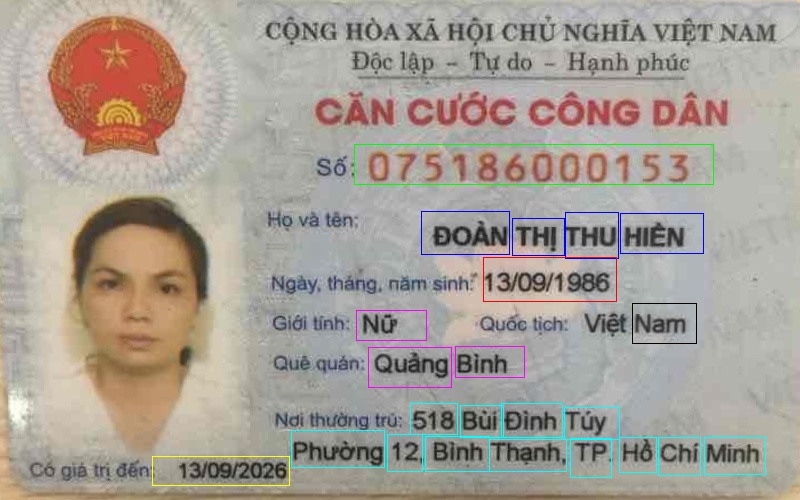 CỘNG HÒA XÃ HỘI CHỦ NGHĨA VIỆT NAM
Độc lập - Tự do - Hạnh phúc
CĂN CƯỚC CÔNG DÂN
Số: 075186000153
Họ và tên:
ĐOÀN THỊ THU HIỀN
Ngày, tháng, năm sinh: 13/09/1986
Giới tính: Nữ Quốc tịch: Việt Nam
Quê quán: Quảng Bình
Nơi thường trú: 518 Bùi Đình Túy
Phường 12, Bình Thạnh, TP. Hồ Chí Minh
Có giá trị đến: 13/09/2026